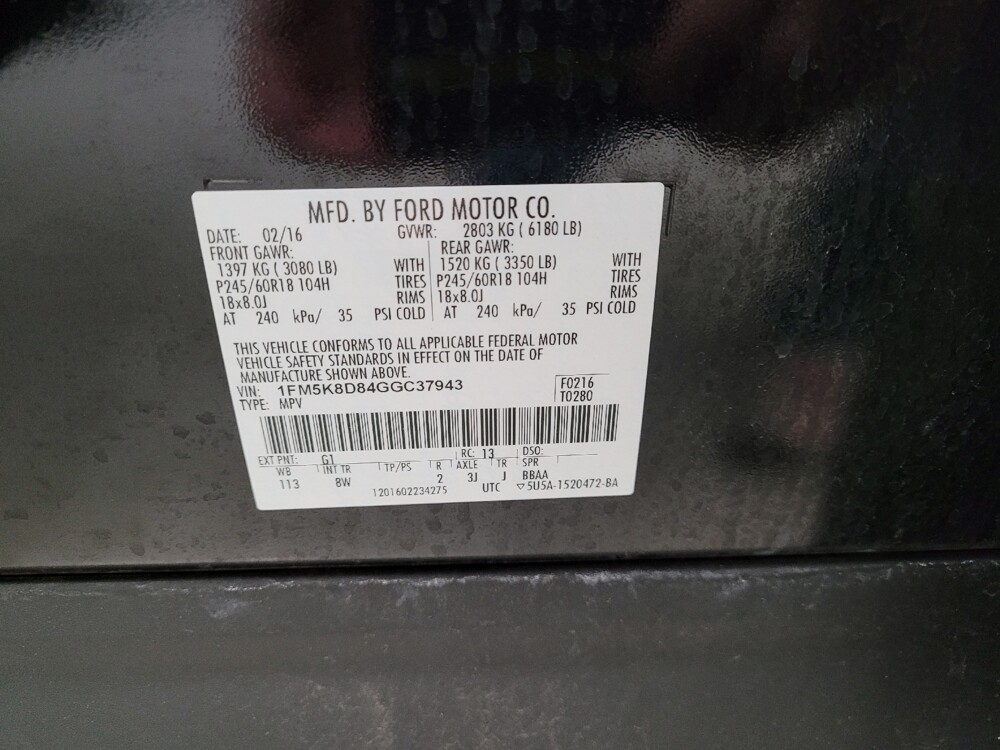 MFD. BY FORD MOTOR CO.
DATE: 02/16 GVWR: 2803 KG ( 6180 LB)
FRONT GAWR: REAR GAWR:
1397 KG ( 3080 LB) WITH 1520 KG ( 3350 LB) WITH
P245/60R18 104H TIRES P245/60R18 104H TIRES
18x8.0J RIMS 18x8.0J RIMS
AT 240 kPa/ 35 PSI COLD AT 240 kPa/ 35 PSI COLD
THIS VEHICLE CONFORMS TO ALL APPLICABLE FEDERAL MOTOR
VEHICLE SAFETY STANDARDS IN EFFECT ON THE DATE OF
MANUFACTURE SHOWN ABOVE.
VIN: 1FM5K8D84GGC37943 F0216
TYPE: MPV T0280
EXT PNT: G1 RC: 13 DSO:
WB INT TR TP/PS R AXLE TR SPR
113 8W 2 3J J BBAA
1201602234275 UTC ▽5U5A-1520472-BA